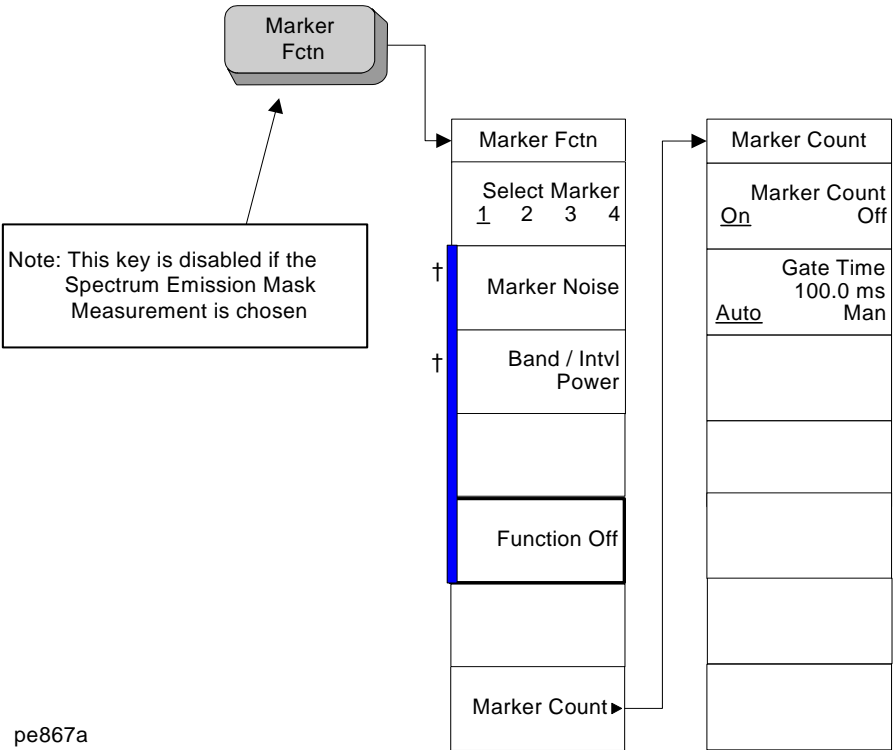 Marker
Fctn
Note: This key is disabled if the
Spectrum Emission Mask
Measurement is chosen
Marker Fctn
Select Marker
1 2 3 4
†
Marker Noise
†
Band / Intvl
Power
Function Off
Marker Count
Marker Count
Marker Count
On Off
Gate Time
100.0 ms
Auto Man
pe867a